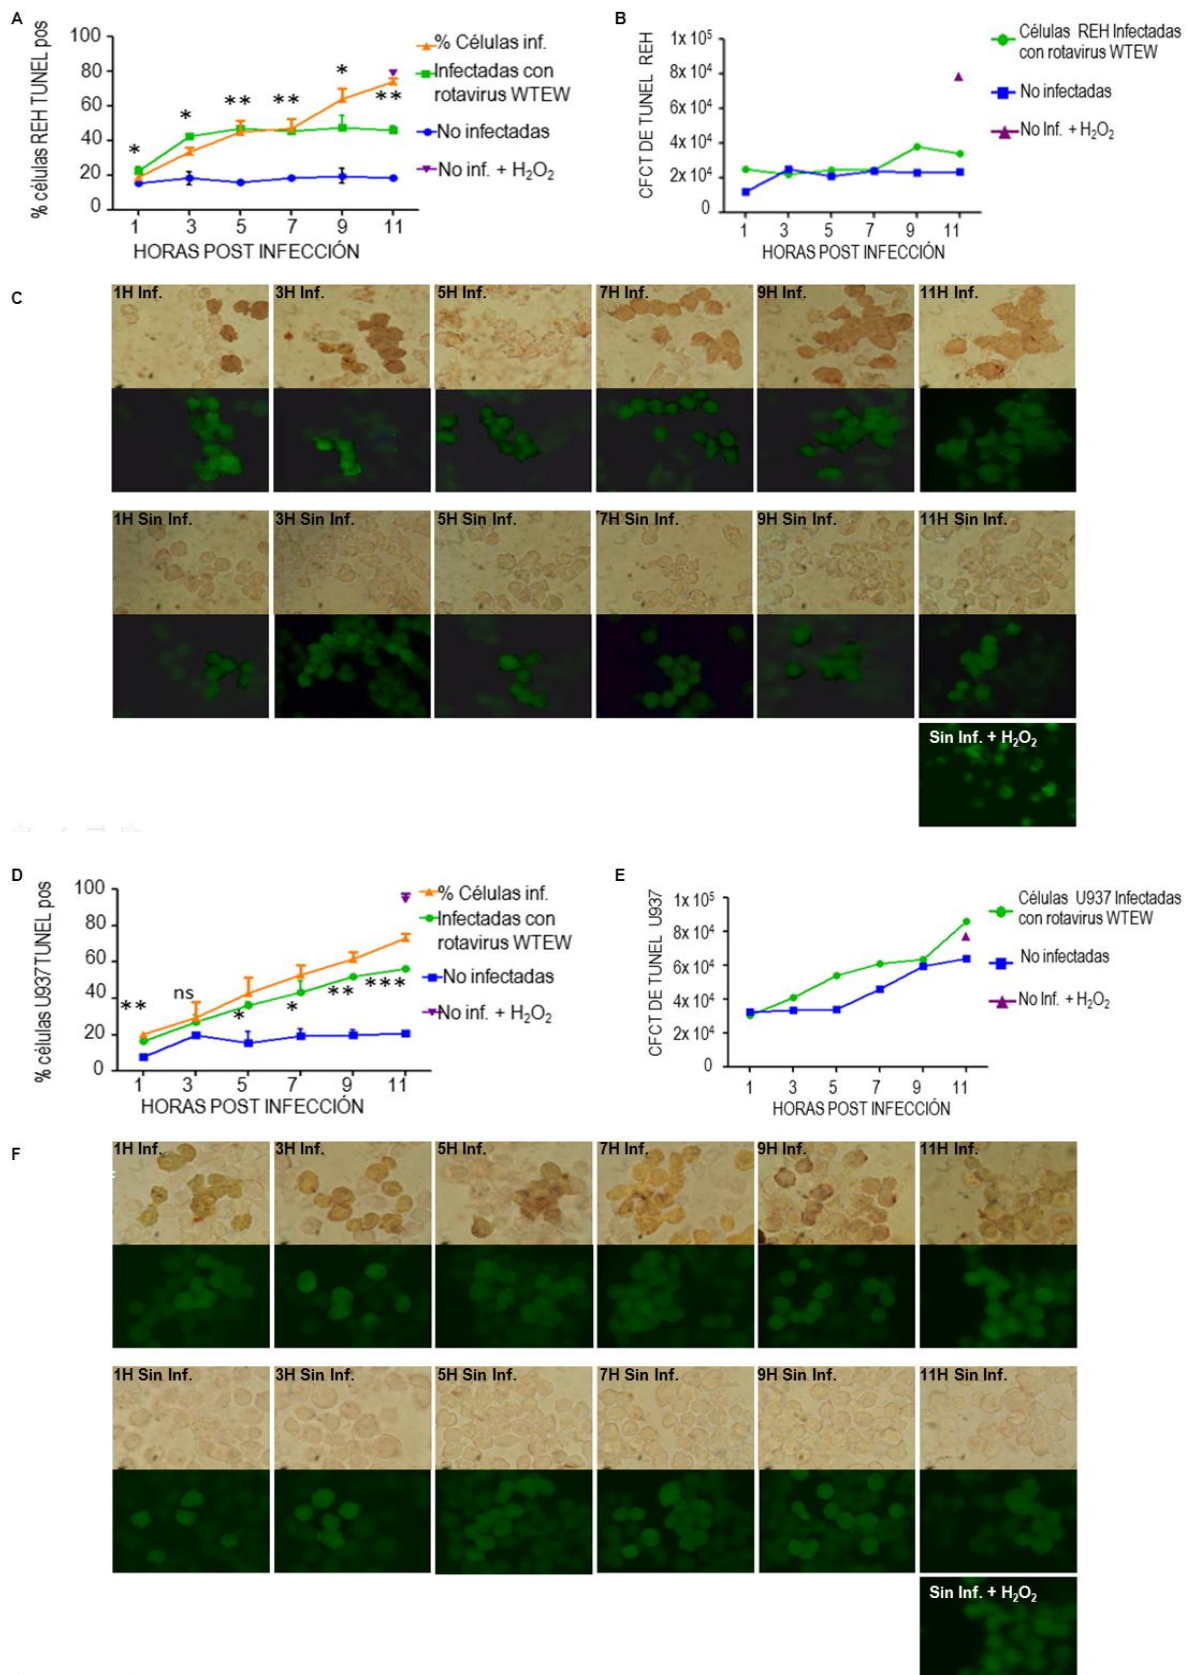 A
% células REH TUNEL pos
100
80
60
40
20
0
*
*
**
**
*
**
1
3
5
7
9
11
HORAS POST INFECCIÓN
% Células inf.
Infectadas con
rotavirus WTEW
No infectadas
No inf. + H₂O₂
B
CFCT DE TUNEL REH
1x 10⁵
8x 10⁴
6x 10⁴
4x 10⁴
2x 10⁴
0
1
3
5
7
9
11
HORAS POST INFECCIÓN
Células REH Infectadas
con rotavirus WTEW
No infectadas
No Inf. + H₂O₂
C
1H Inf.
3H Inf.
5H Inf.
7H Inf.
9H Inf.
11H Inf.
1H Sin Inf.
3H Sin Inf.
5H Sin Inf.
7H Sin Inf.
9H Sin Inf.
11H Sin Inf.
Sin Inf. + H₂O₂
D
% células U937 TUNEL pos
100
80
60
40
20
0
**
ns
*
*
**
***
1
3
5
7
9
11
HORAS POST INFECCIÓN
% Células inf.
Infectadas con
rotavirus WTEW
No infectadas
No inf. + H₂O₂
E
CFCT DE TUNEL U937
1x 10⁵
8x 10⁴
6x 10⁴
4x 10⁴
2x 10⁴
0
1
3
5
7
9
11
HORAS POST INFECCIÓN
Células U937 Infectadas
con rotavirus WTEW
No infectadas
No Inf. + H₂O₂
F
1H Inf.
3H Inf.
5H Inf.
7H Inf.
9H Inf.
11H Inf.
1H Sin Inf.
3H Sin Inf.
5H Sin Inf.
7H Sin Inf.
9H Sin Inf.
11H Sin Inf.
Sin Inf. + H₂O₂